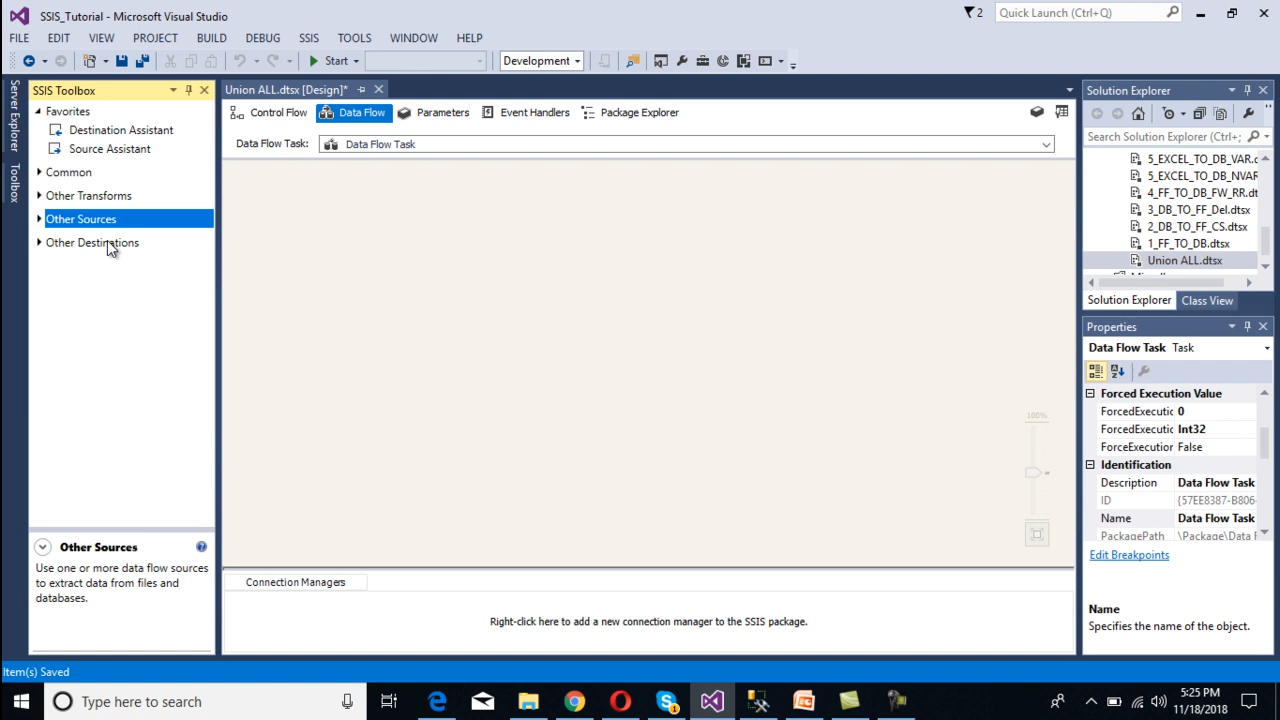 SSIS_Tutorial - Microsoft Visual Studio
2
Quick Launch (Ctrl+Q)
FILE EDIT VIEW PROJECT BUILD DEBUG SSIS TOOLS WINDOW HELP
Start
Development
Server Explorer
Toolbox
SSIS Toolbox
Favorites
Destination Assistant
Source Assistant
Common
Other Transforms
Other Sources
Other Destinations
Other Sources
Use one or more data flow sources
to extract data from files and
databases.
Union ALL.dtsx [Design]*
Control Flow Data Flow Parameters Event Handlers Package Explorer
Data Flow Task: Data Flow Task
100%
Connection Managers
Right-click here to add a new connection manager to the SSIS package.
Solution Explorer
Search Solution Explorer (Ctrl+;
5_EXCEL_TO_DB_VAR.c
5_EXCEL_TO_DB_NVAR
4_FF_TO_DB_FW_RR.dt
3_DB_TO_FF_Del.dtsx
2_DB_TO_FF_CS.dtsx
1_FF_TO_DB.dtsx
Union ALL.dtsx
Solution Explorer Class View
Properties
Data Flow Task Task
Forced Execution Value
ForcedExecutic 0
ForcedExecutic Int32
ForceExecution False
Identification
Description Data Flow Task
ID {57EE8387-B806-
Name Data Flow Task
PackagePath \Package\Data F
Edit Breakpoints
Name
Specifies the name of the object.
Item(s) Saved
Type here to search
5:25 PM
11/18/2018